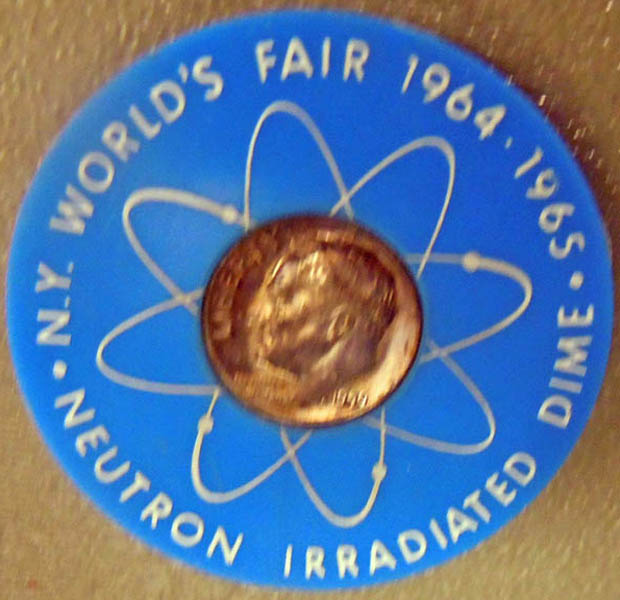 N.Y. WORLD'S FAIR 1964 · 1965
NEUTRON IRRADIATED DIME